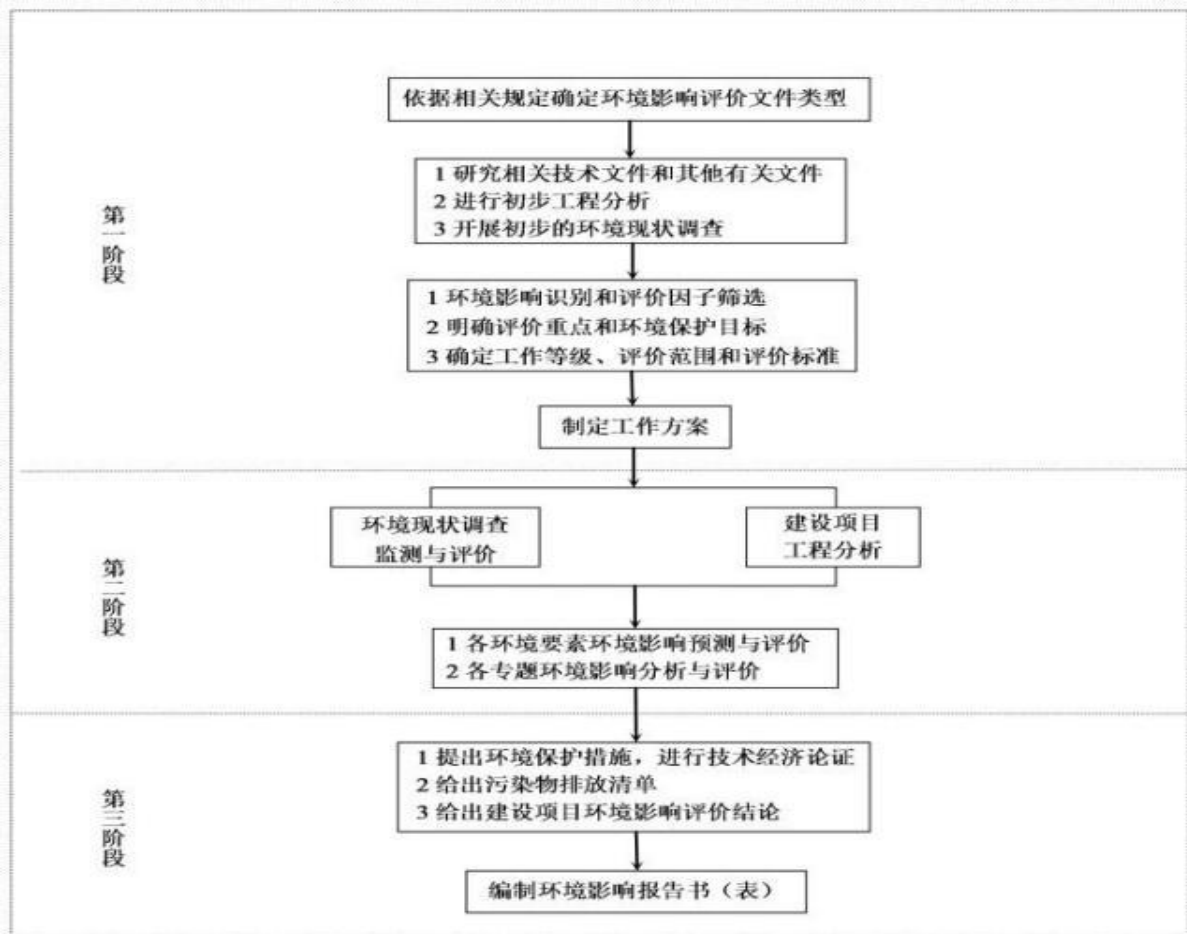 依据相关规定确定环境影响评价文件类型
1 研究相关技术文件和其他有关文件
2 进行初步工程分析
3 开展初步的环境现状调查
第一阶段
1 环境影响识别和评价因子筛选
2 明确评价重点和环境保护目标
3 确定工作等级、评价范围和评价标准
制定工作方案
环境现状调查
监测与评价
建设项目
工程分析
第二阶段
1 各环境要素环境影响预测与评价
2 各专题环境影响分析与评价
1 提出环境保护措施，进行技术经济论证
2 给出污染物排放清单
3 给出建设项目环境影响评价结论
第三阶段
编制环境影响报告书（表）